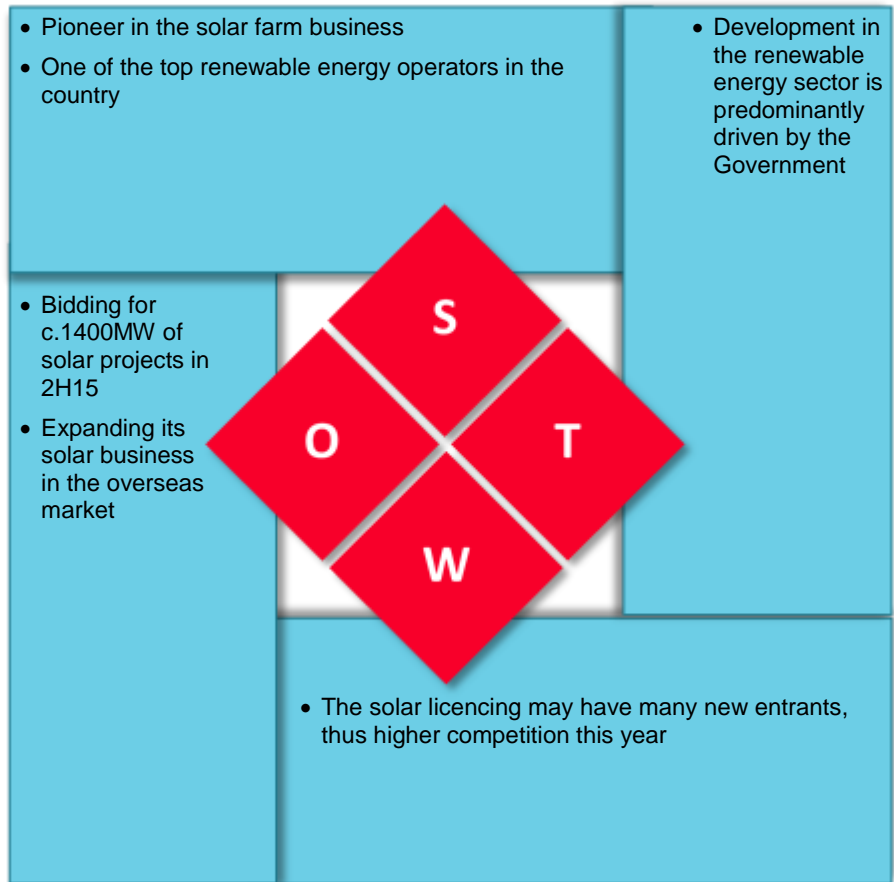 • Pioneer in the solar farm business
• One of the top renewable energy operators in the
country
• Development in
the renewable
energy sector is
predominantly
driven by the
Government
• Bidding for
c.1400MW of
solar projects in
2H15
• Expanding its
solar business
in the overseas
market
S
O
T
W
• The solar licencing may have many new entrants,
thus higher competition this year